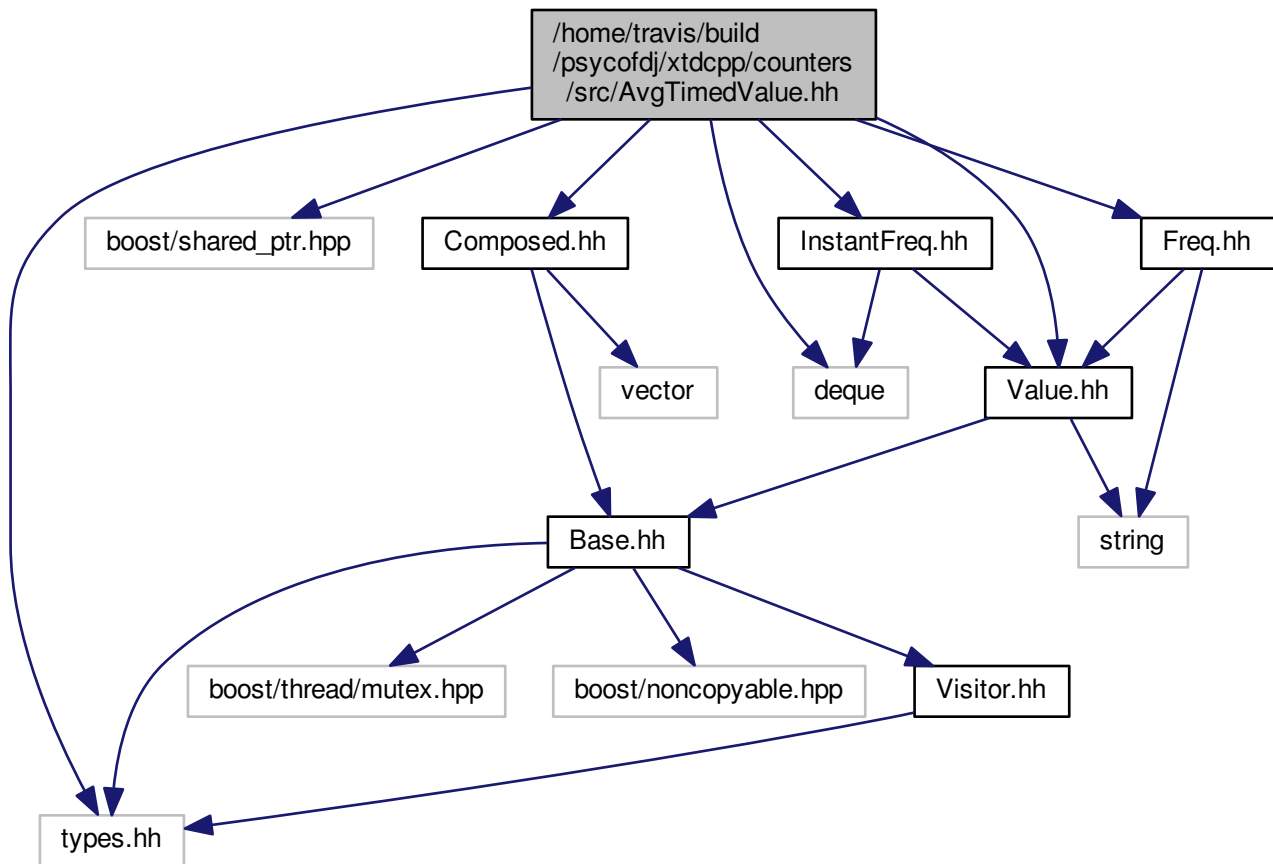 /home/travis/build
/psycofdj/xtdcpp/counters
/src/AvgTimedValue.hh
boost/shared_ptr.hpp
Composed.hh
InstantFreq.hh
Freq.hh
vector
deque
Value.hh
Base.hh
string
boost/thread/mutex.hpp
boost/noncopyable.hpp
Visitor.hh
types.hh